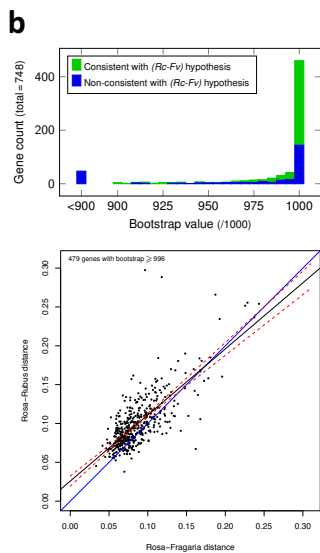 b
Consistent with (Rc-Fv) hypothesis
Non-consistent with (Rc-Fv) hypothesis
Gene count (total = 748)
400
200
0
<900 900 925 950 975 1000
Bootstrap value (/1000)
479 genes with bootstrap ⩾ 996
Rosa−Rubus distance
0.30
0.25
0.20
0.15
0.10
0.05
0.00
0.00 0.05 0.10 0.15 0.20 0.25 0.30
Rosa−Fragaria distance